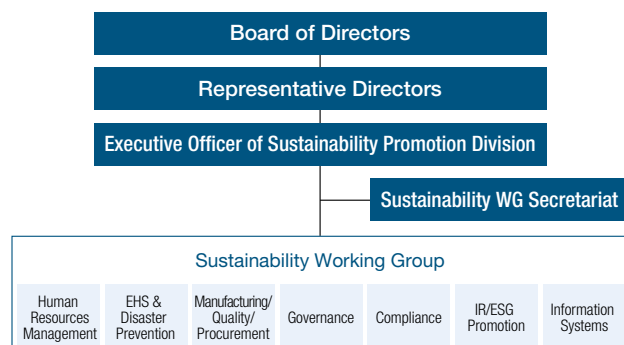 Board of Directors
Representative Directors
Executive Officer of Sustainability Promotion Division
Sustainability WG Secretariat
Sustainability Working Group
Human
Resources
Management
EHS &
Disaster
Prevention
Manufacturing/
Quality/
Procurement
Governance
Compliance
IR/ESG
Promotion
Information
Systems